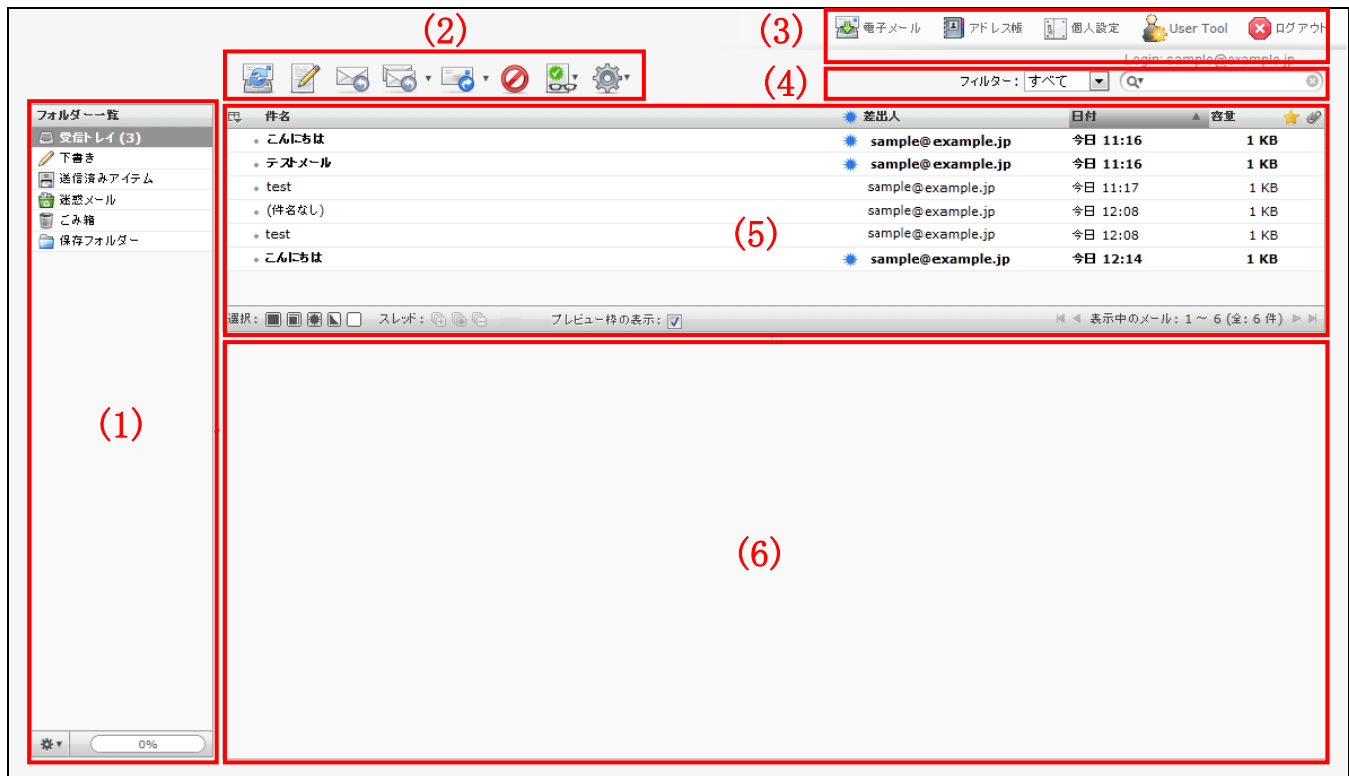 (2)
(3)
電子メール アドレス帳 個人設定 User Tool ログアウト
Login: sample@example.jp
(4)
フィルター: すべて
フォルダー一覧
受信トレイ (3)
下書き
送信済みアイテム
迷惑メール
ごみ箱
保存フォルダー
(1)
0%
件名 差出人 日付 容量
こんにちは sample@example.jp 今日 11:16 1 KB
テストメール sample@example.jp 今日 11:16 1 KB
test sample@example.jp 今日 11:17 1 KB
(件名なし) sample@example.jp 今日 12:08 1 KB
test sample@example.jp 今日 12:08 1 KB
こんにちは sample@example.jp 今日 12:14 1 KB
(5)
選択: スレッド: プレビュー枠の表示: 表示中のメール: 1 ~ 6 (全: 6 件)
(6)